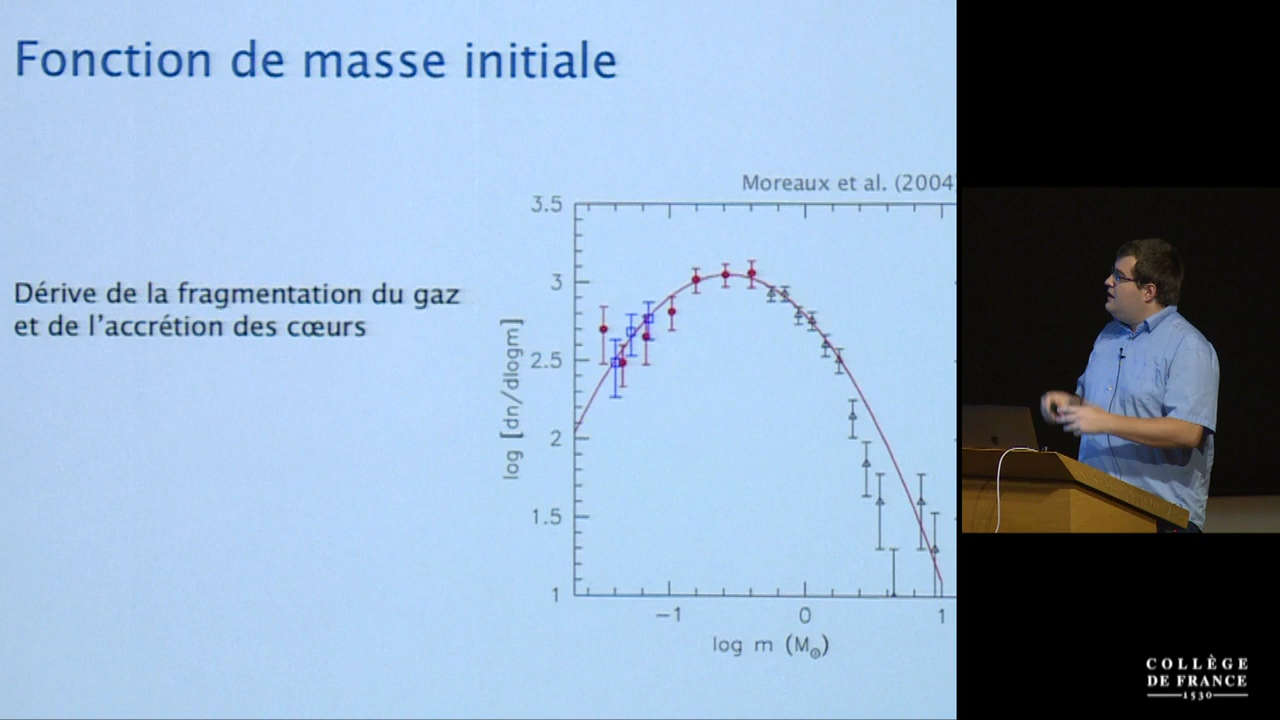 Fonction de masse initiale
Moreaux et al. (2004)
Dérive de la fragmentation du gaz
et de l'accrétion des cœurs
3.5
3
2.5
2
1.5
1
log [dn/dlogm]
−1
0
1
log m (M⊙)
COLLÈGE
DE FRANCE
1530